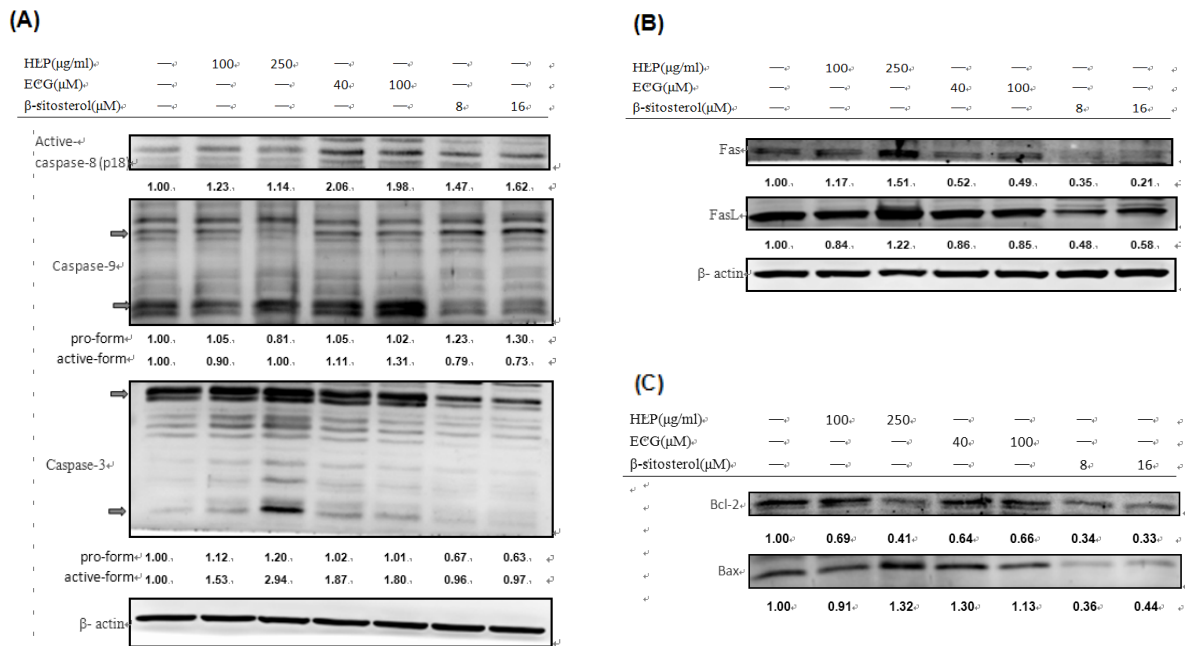 (A)
HLP(μg/ml) — 100 250 — — — —
ECG(μM) — — — 40 100 — —
β-sitosterol(μM) — — — — — 8 16
Active-
caspase-8 (p18)
1.00 1.23 1.14 2.06 1.98 1.47 1.62
Caspase-9
pro-form 1.00 1.05 0.81 1.05 1.02 1.23 1.30
active-form 1.00 0.90 1.00 1.11 1.31 0.79 0.73
Caspase-3
pro-form 1.00 1.12 1.20 1.02 1.01 0.67 0.63
active-form 1.00 1.53 2.94 1.87 1.80 0.96 0.97
β- actin
(B)
HLP(μg/ml) — 100 250 — — — —
ECG(μM) — — — 40 100 — —
β-sitosterol(μM) — — — — — 8 16
Fas
1.00 1.17 1.51 0.52 0.49 0.35 0.21
FasL
1.00 0.84 1.22 0.86 0.85 0.48 0.58
β- actin
(C)
HLP(μg/ml) — 100 250 — — — —
ECG(μM) — — — 40 100 — —
β-sitosterol(μM) — — — — — 8 16
Bcl-2
1.00 0.69 0.41 0.64 0.66 0.34 0.33
Bax
1.00 0.91 1.32 1.30 1.13 0.36 0.44